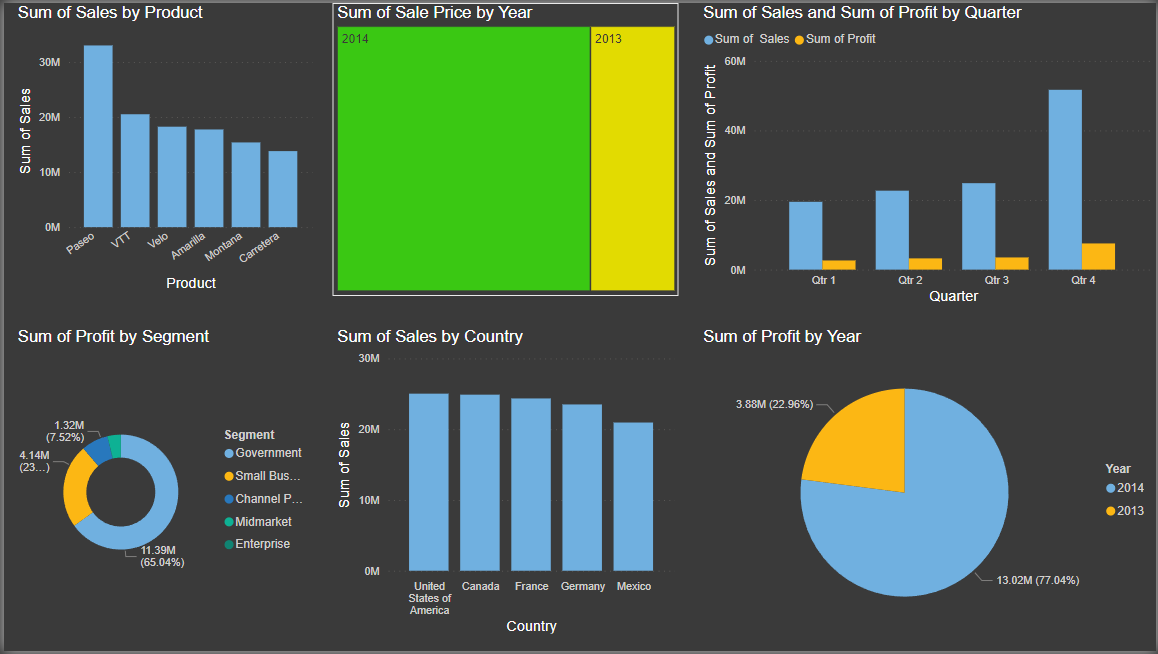 Sum of Sales by Product
30M
20M
10M
0M
Sum of Sales
Paseo
VTT
Velo
Amarilla
Montana
Carretera
Product
Sum of Sale Price by Year
2014
2013
Sum of Sales and Sum of Profit by Quarter
Sum of Sales
Sum of Profit
60M
40M
20M
0M
Sum of Sales and Sum of Profit
Qtr 1
Qtr 2
Qtr 3
Qtr 4
Quarter
Sum of Profit by Segment
1.32M
(7.52%)
4.14M
(23...)
11.39M
(65.04%)
Segment
Government
Small Bus...
Channel P...
Midmarket
Enterprise
Sum of Sales by Country
30M
20M
10M
0M
Sum of Sales
United
States of
America
Canada
France
Germany
Mexico
Country
Sum of Profit by Year
3.88M (22.96%)
13.02M (77.04%)
Year
2014
2013